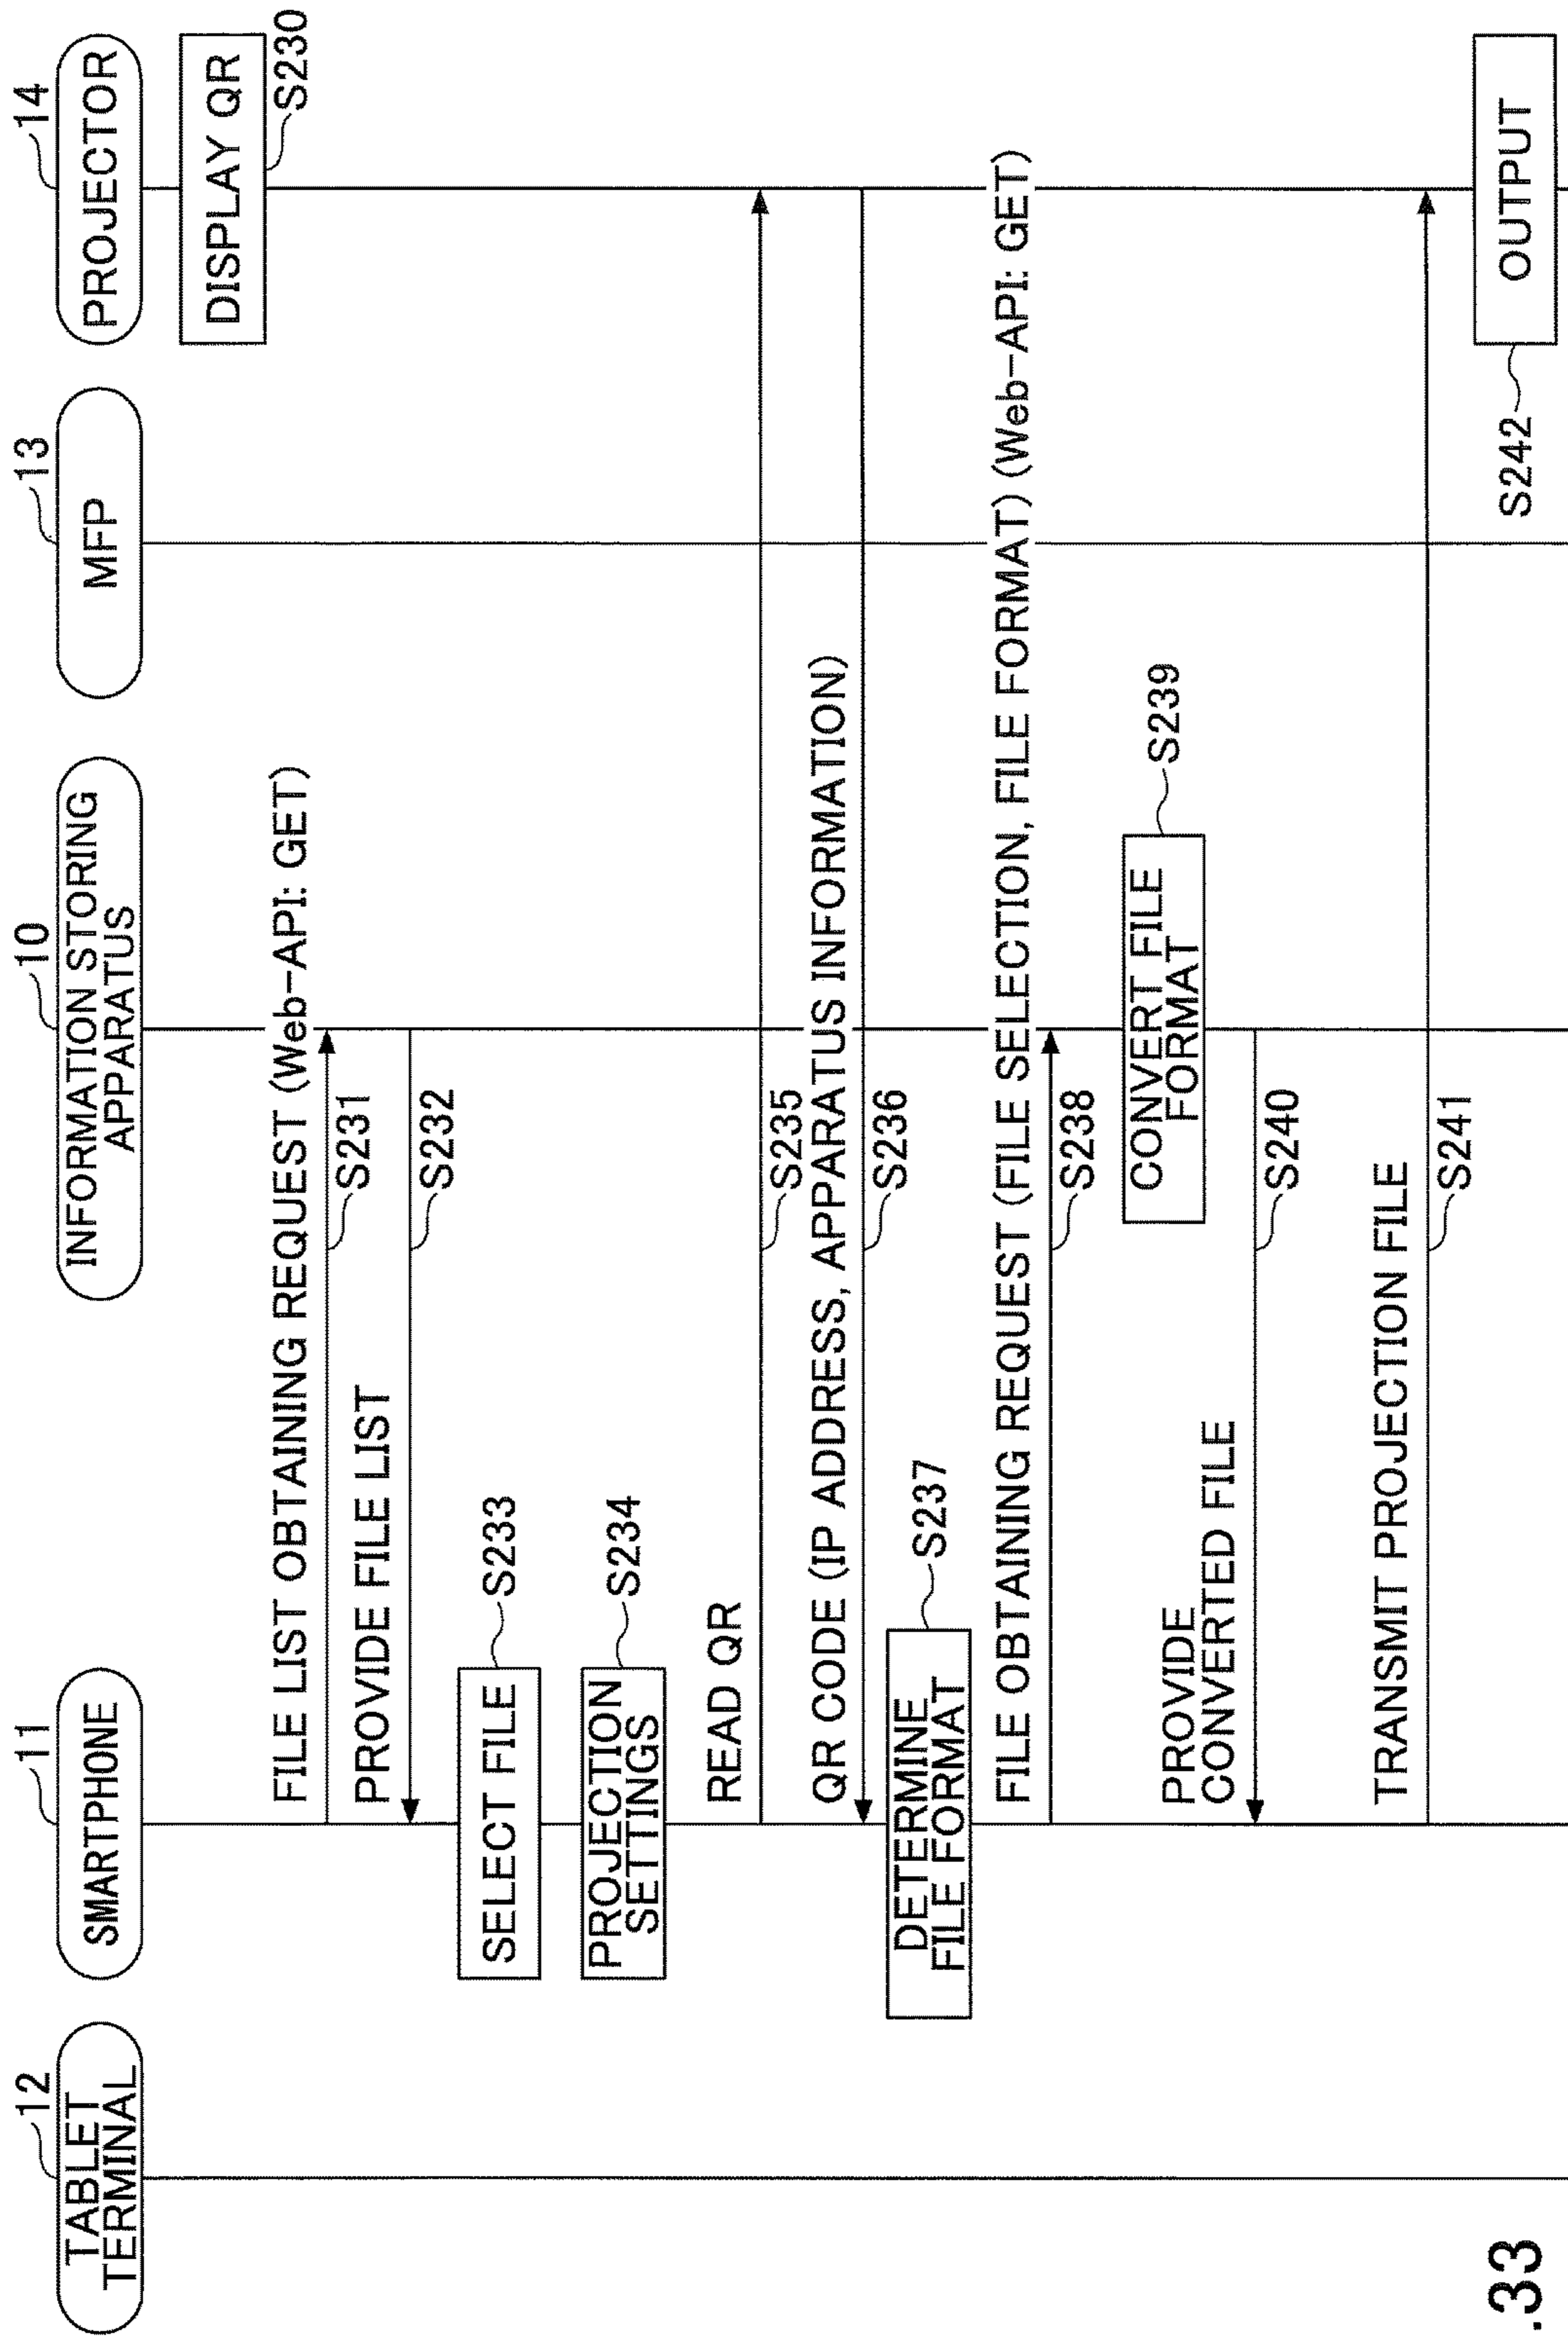 12
TABLET
TERMINAL
11
SMARTPHONE
10
INFORMATION STORING
APPARATUS
13
MFP
14
PROJECTOR
DISPLAY QR
S230
FILE LIST OBTAINING REQUEST (Web-API: GET)
S231
PROVIDE FILE LIST
S232
SELECT FILE
S233
PROJECTION
SETTINGS
S234
READ QR
S235
QR CODE (IP ADDRESS, APPARATUS INFORMATION)
S236
DETERMINE
FILE FORMAT
S237
FILE OBTAINING REQUEST (FILE SELECTION, FILE FORMAT) (Web-API: GET)
S238
CONVERT FILE
FORMAT
S239
PROVIDE
CONVERTED FILE
S240
TRANSMIT PROJECTION FILE
S241
OUTPUT
S242
.33